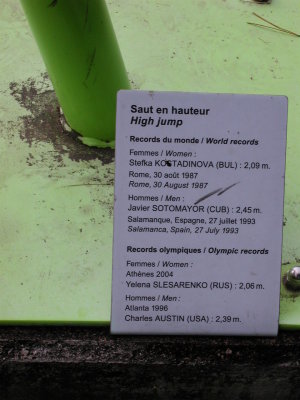 Saut en hauteur
High jump
Records du monde / World records
Femmes / Women :
Stefka KOSTADINOVA (BUL) : 2,09 m.
Rome, 30 août 1987
Rome, 30 August 1987
Hommes / Men :
Javier SOTOMAYOR (CUB) : 2,45 m.
Salamanque, Espagne, 27 juillet 1993
Salamanca, Spain, 27 July 1993
Records olympiques / Olympic records
Femmes / Women :
Athènes 2004
Yelena SLESARENKO (RUS) : 2,06 m.
Hommes / Men :
Atlanta 1996
Charles AUSTIN (USA) : 2,39 m.